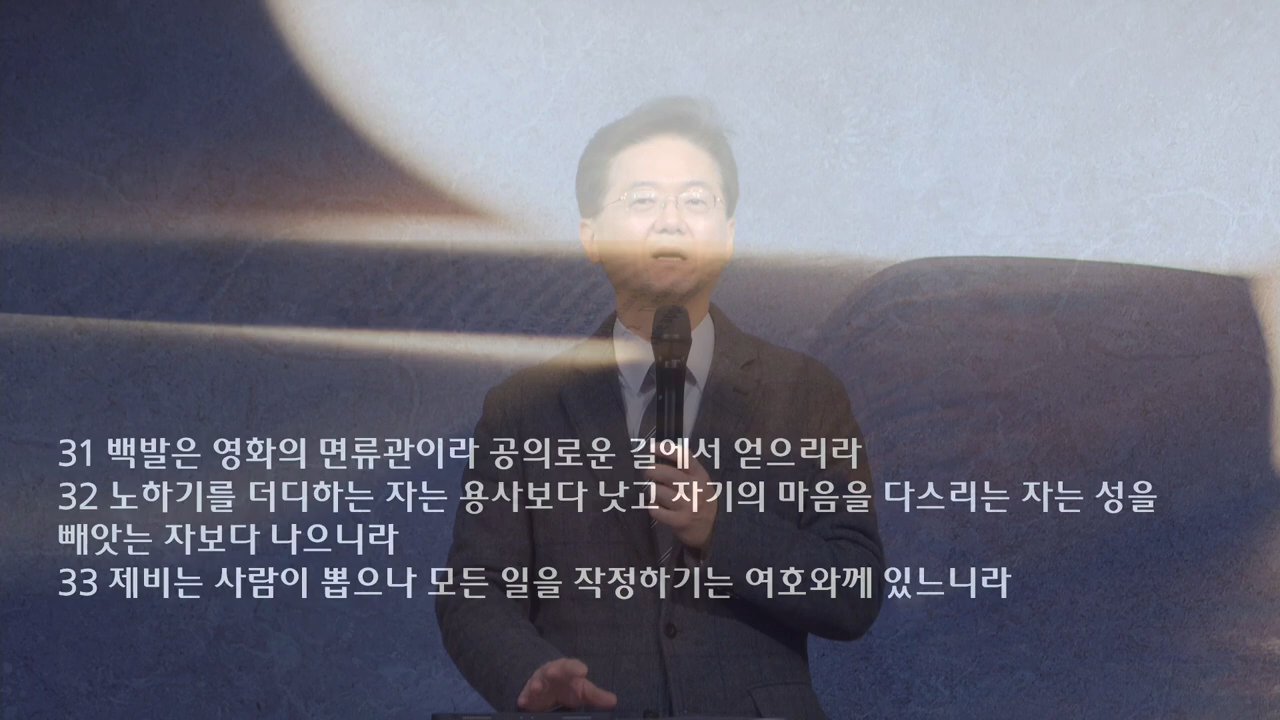 31 백발은 영화의 면류관이라 공의로운 길에서 얻으리라
32 노하기를 더디하는 자는 용사보다 낫고 자기의 마음을 다스리는 자는 성을
빼앗는 자보다 나으니라
33 제비는 사람이 뽑으나 모든 일을 작정하기는 여호와께 있느니라